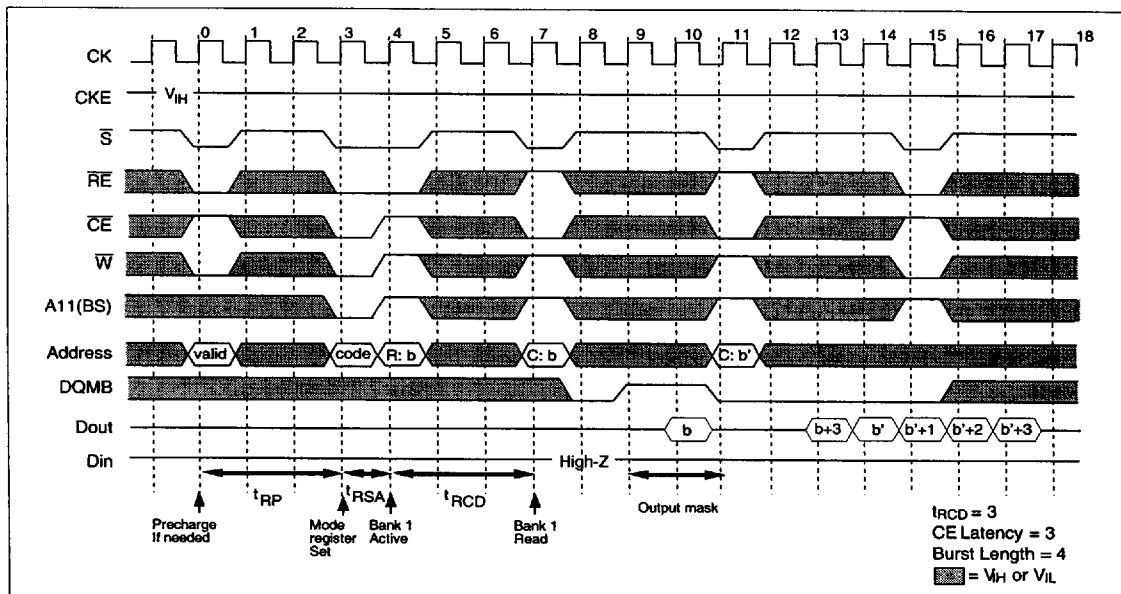 0 1 2 3 4 5 6 7 8 9 10 11 12 13 14 15 16 17 18
CK
CKE VIH
S
RE
CE
W
A11(BS)
Address valid code R: b C: b C: b'
DQMB
Dout b b+3 b' b'+1 b'+2 b'+3
Din High-Z
tRP tRSA tRCD Output mask
Precharge If needed
Mode register Set
Bank 1 Active
Bank 1 Read
tRCD = 3
CE Latency = 3
Burst Length = 4
= VIH or VIL